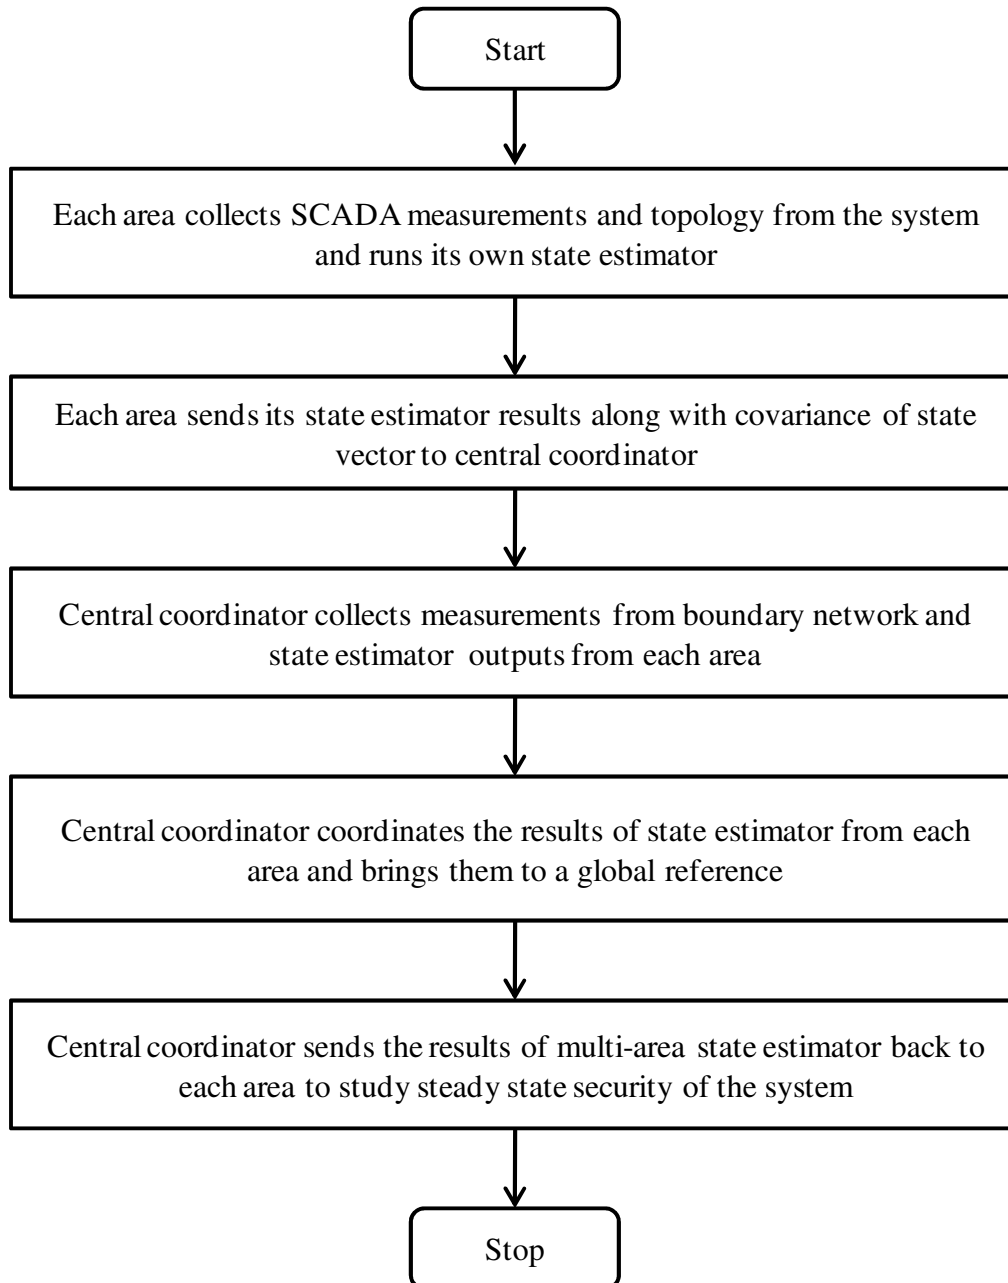 Start
Each area collects SCADA measurements and topology from the system
and runs its own state estimator
Each area sends its state estimator results along with covariance of state
vector to central coordinator
Central coordinator collects measurements from boundary network and
state estimator outputs from each area
Central coordinator coordinates the results of state estimator from each
area and brings them to a global reference
Central coordinator sends the results of multi-area state estimator back to
each area to study steady state security of the system
Stop